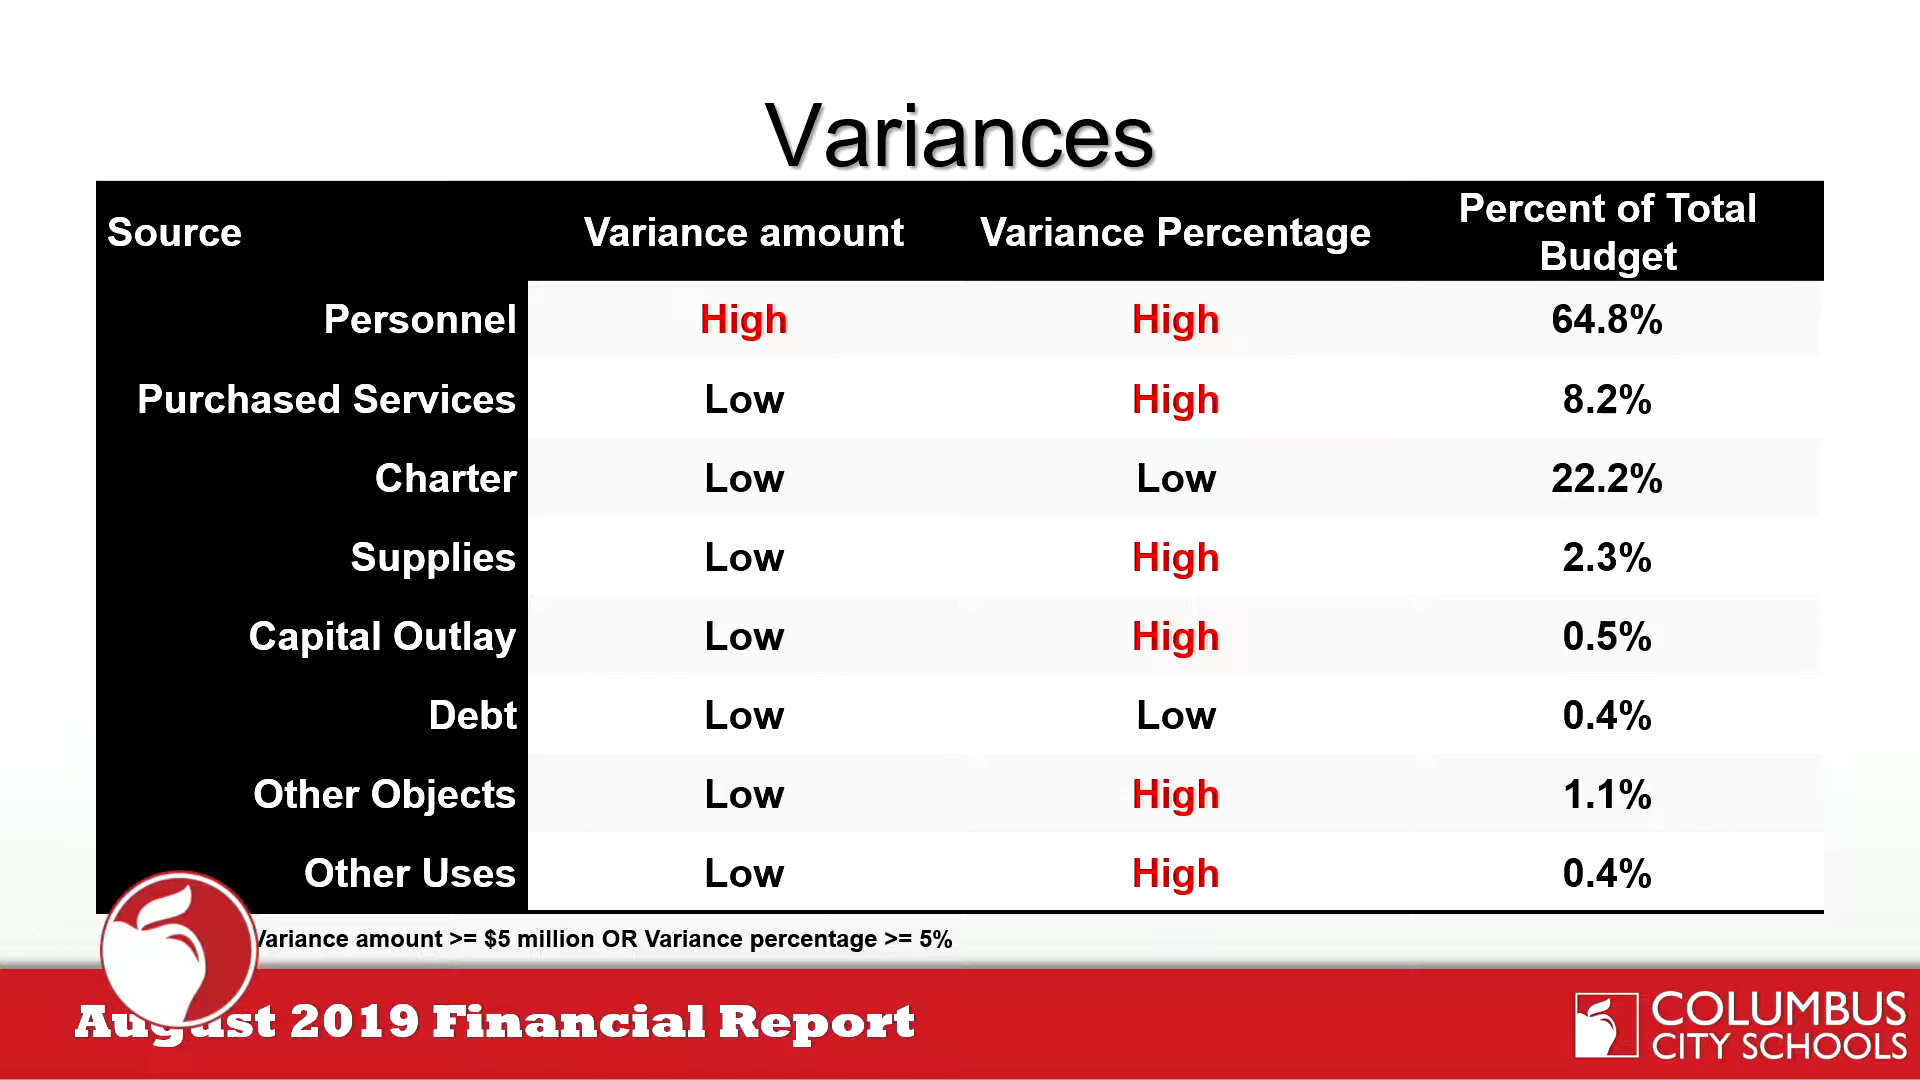 Variances
Source Variance amount Variance Percentage Percent of Total Budget
Personnel High High 64.8%
Purchased Services Low High 8.2%
Charter Low Low 22.2%
Supplies Low High 2.3%
Capital Outlay Low High 0.5%
Debt Low Low 0.4%
Other Objects Low High 1.1%
Other Uses Low High 0.4%
Variance amount >= $5 million OR Variance percentage >= 5%
August 2019 Financial Report
COLUMBUS
CITY SCHOOLS